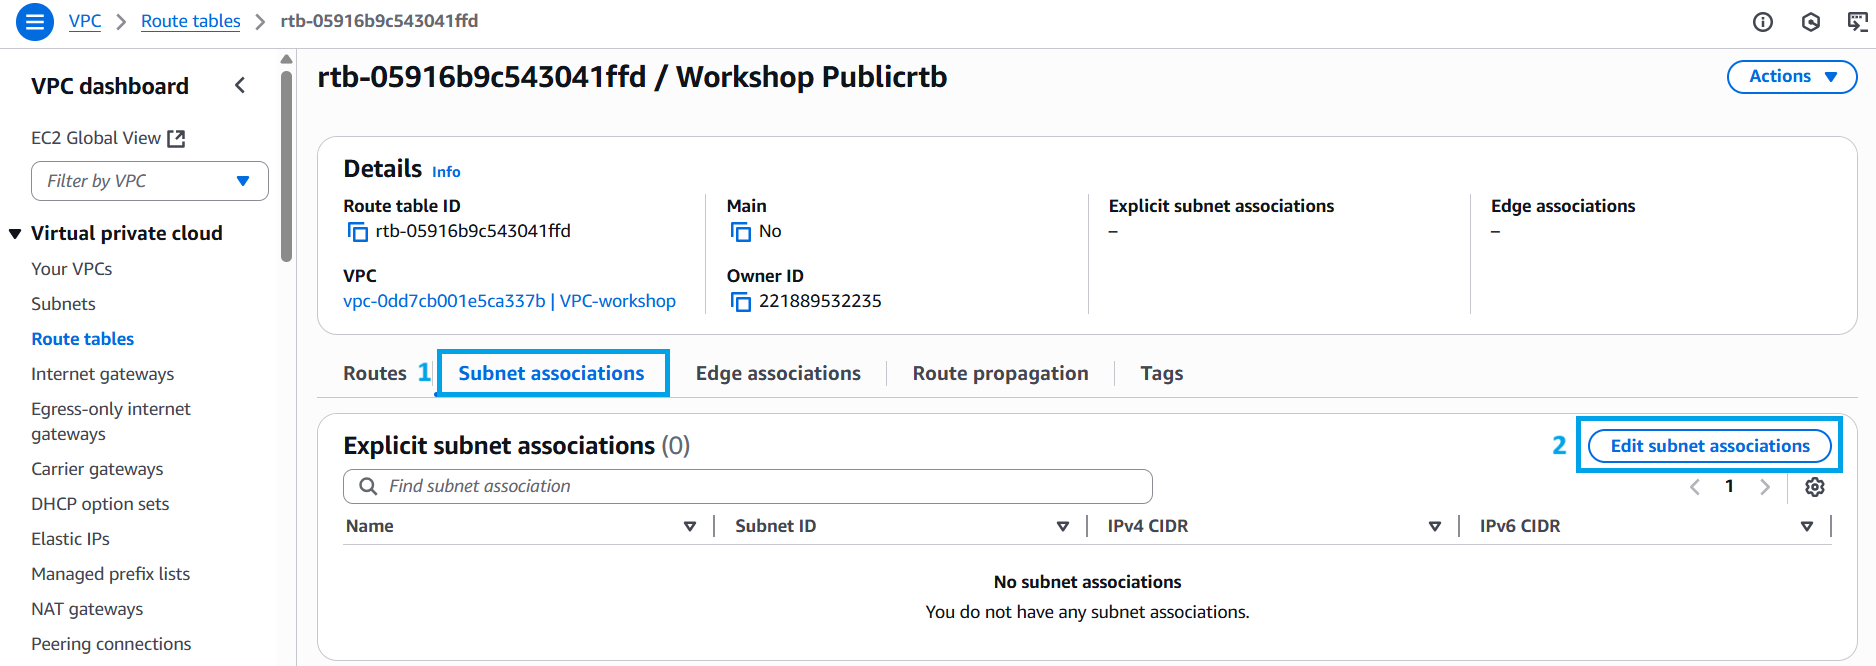 VPC > Route tables > rtb-05916b9c543041ffd
VPC dashboard
EC2 Global View
Filter by VPC
Virtual private cloud
Your VPCs
Subnets
Route tables
Internet gateways
Egress-only internet
gateways
Carrier gateways
DHCP option sets
Elastic IPs
Managed prefix lists
NAT gateways
Peering connections
rtb-05916b9c543041ffd / Workshop Publicrtb
Actions
Details Info
Route table ID
rtb-05916b9c543041ffd
Main
No
Explicit subnet associations
–
Edge associations
–
VPC
vpc-0dd7cb001e5ca337b | VPC-workshop
Owner ID
221889532235
Routes 1 Subnet associations Edge associations Route propagation Tags
Explicit subnet associations (0)
2 Edit subnet associations
Find subnet association
1
Name Subnet ID IPv4 CIDR IPv6 CIDR
No subnet associations
You do not have any subnet associations.